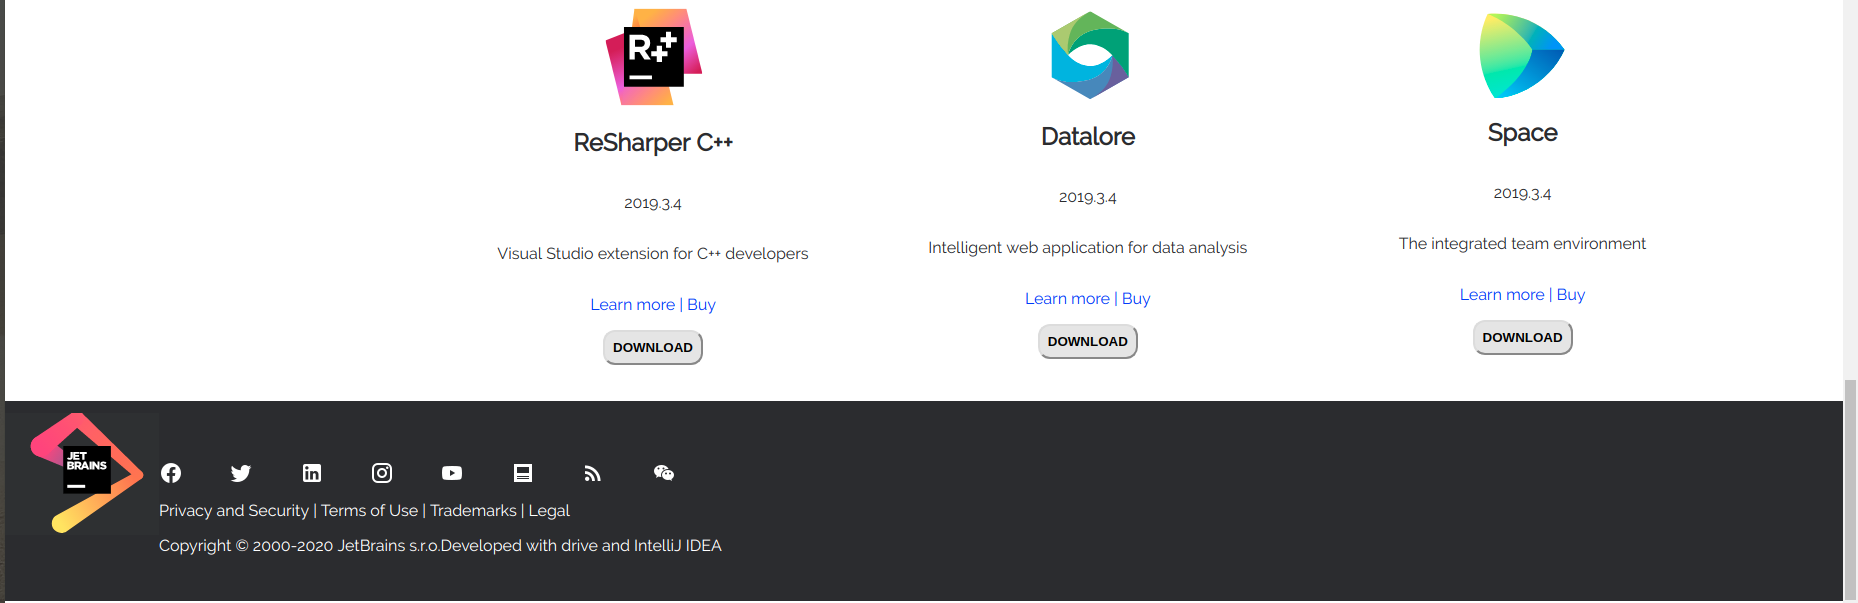 R++
ReSharper C++
2019.3.4
Visual Studio extension for C++ developers
Learn more | Buy
DOWNLOAD
Datalore
2019.3.4
Intelligent web application for data analysis
Learn more | Buy
DOWNLOAD
Space
2019.3.4
The integrated team environment
Learn more | Buy
DOWNLOAD
JET
BRAINS
in
Privacy and Security | Terms of Use | Trademarks | Legal
Copyright © 2000-2020 JetBrains s.r.o.Developed with drive and IntelliJ IDEA